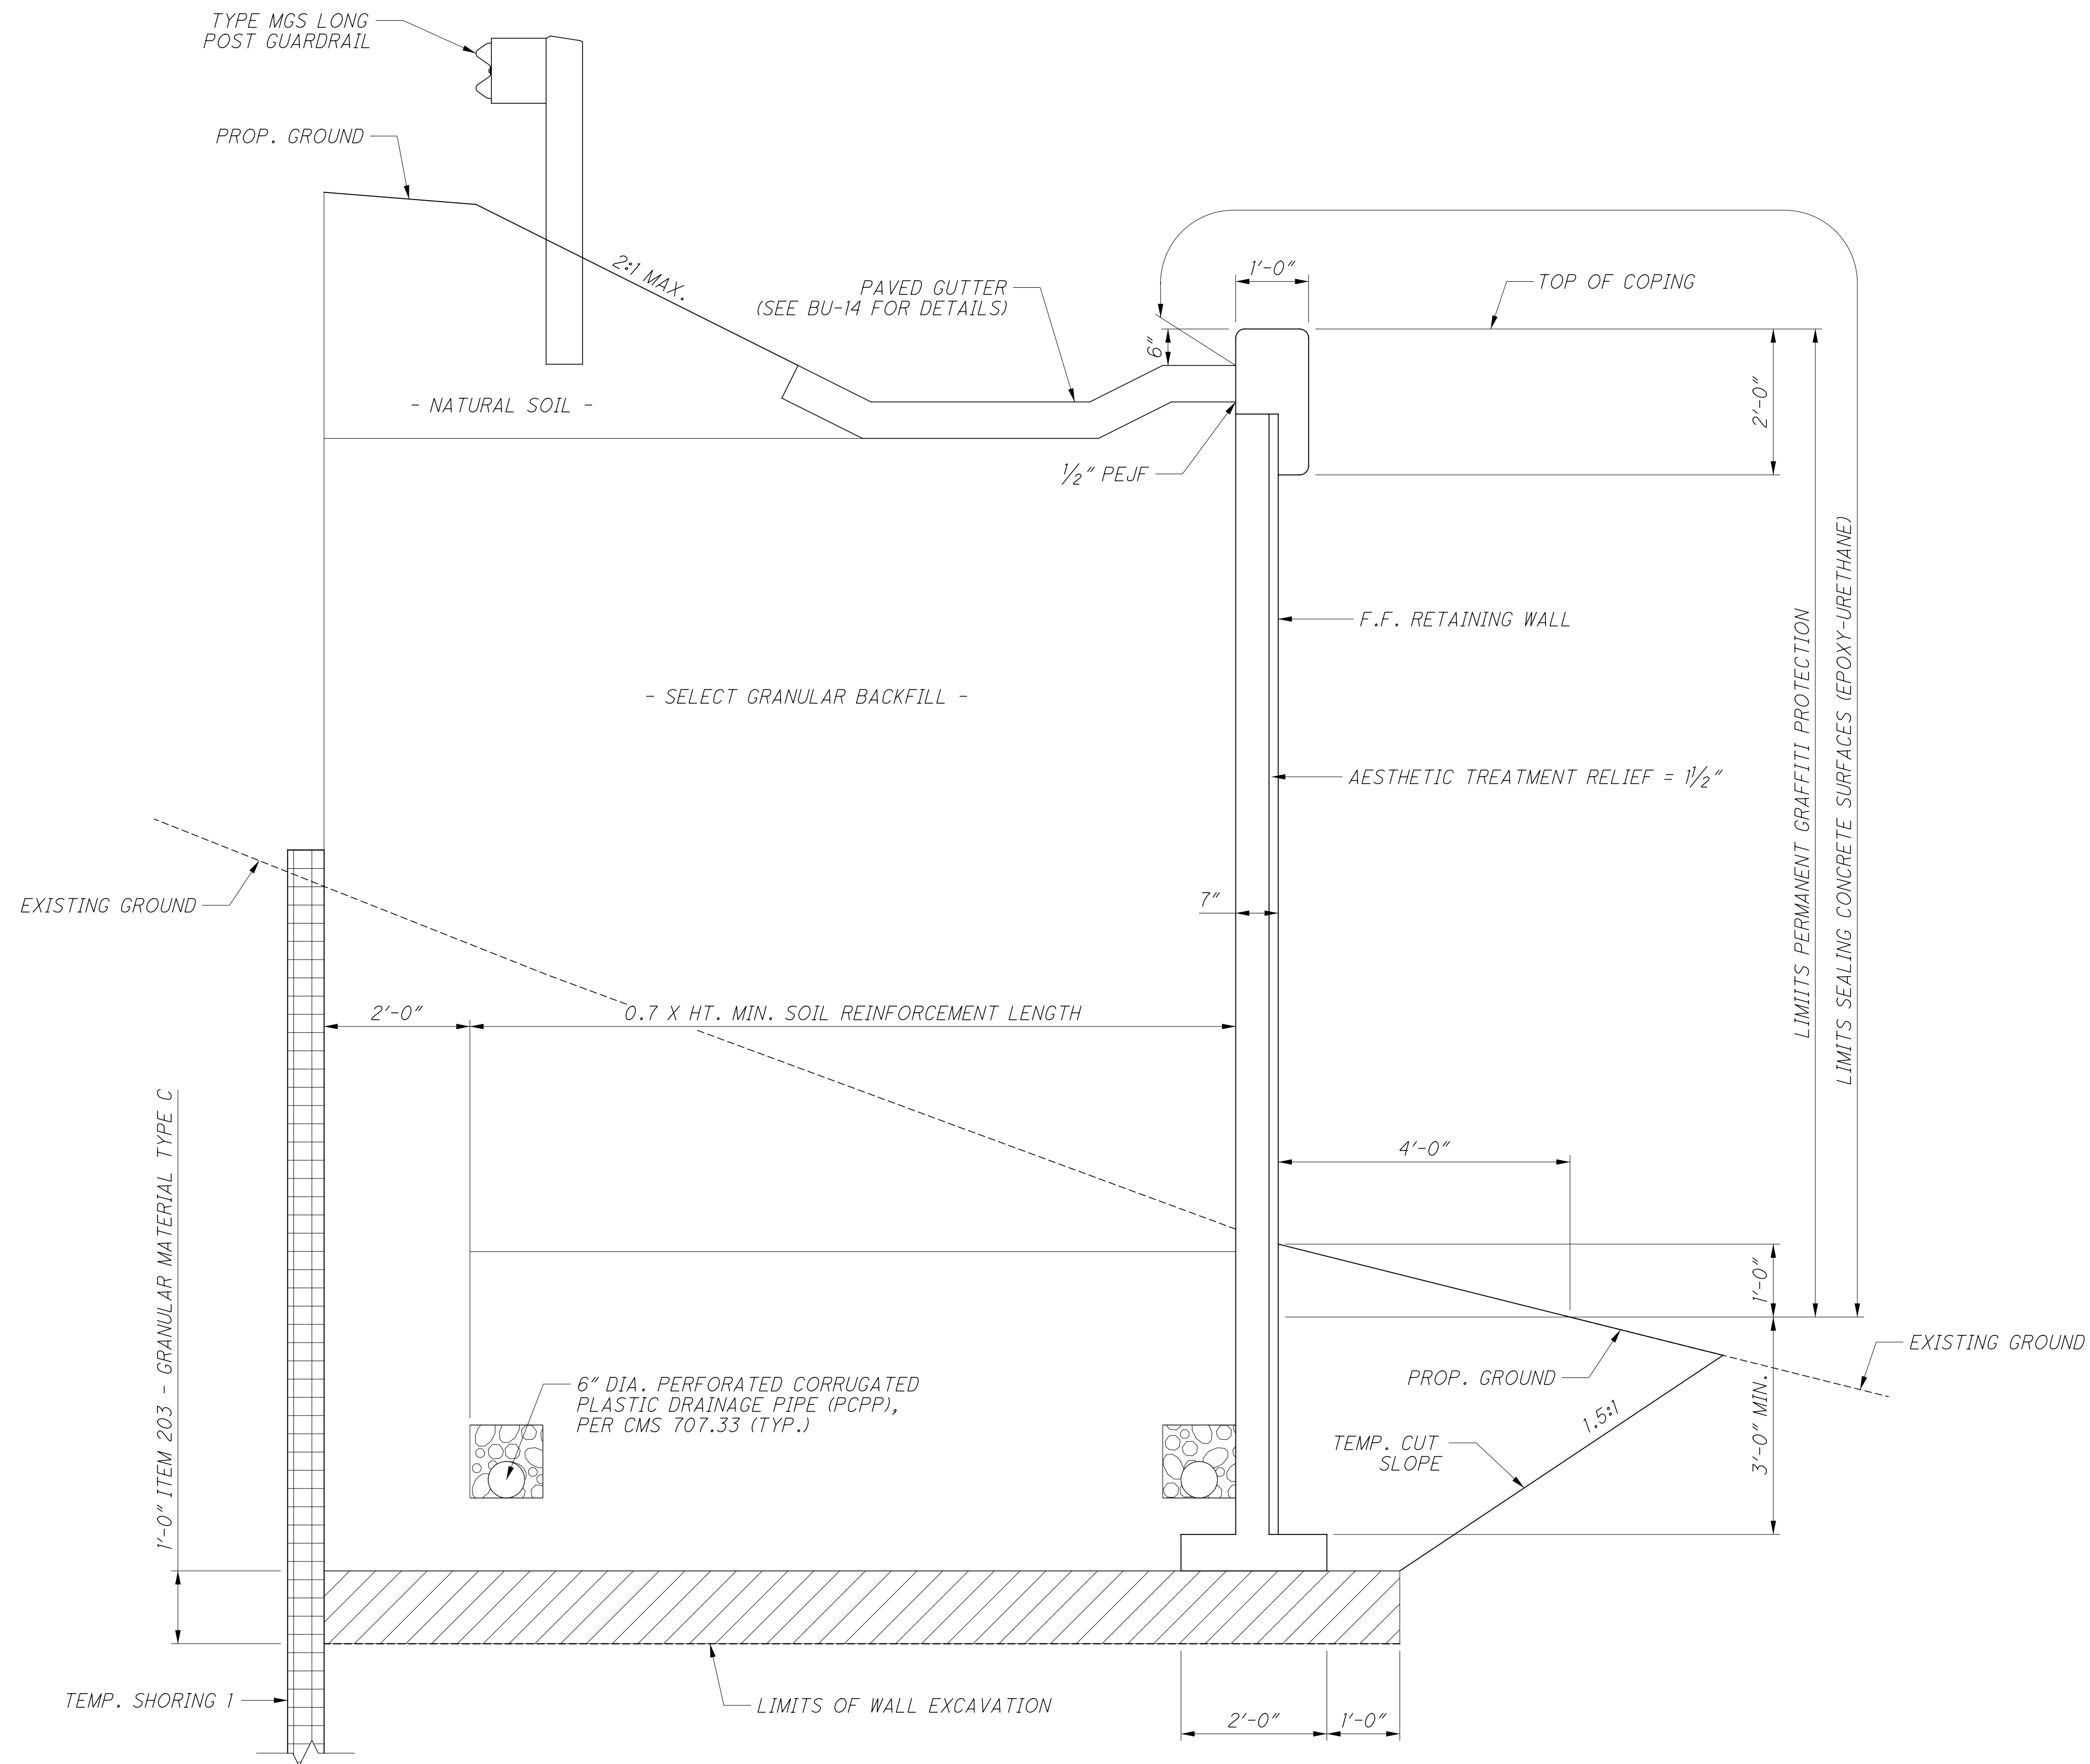 TYPE MGS LONG
POST GUARDRAIL
PROP. GROUND
2:1 MAX.
PAVED GUTTER
(SEE BU-14 FOR DETAILS)
1'-0"
TOP OF COPING
6"
2'-0"
- NATURAL SOIL -
1/2" PEJF
F.F. RETAINING WALL
- SELECT GRANULAR BACKFILL -
AESTHETIC TREATMENT RELIEF = 1 1/2"
LIMIITS PERMANENT GRAFFITI PROTECTION
LIMITS SEALING CONCRETE SURFACES (EPOXY-URETHANE)
EXISTING GROUND
7"
2'-0"
0.7 X HT. MIN. SOIL REINFORCEMENT LENGTH
1'-0" ITEM 203 - GRANULAR MATERIAL TYPE C
4'-0"
1'-0"
EXISTING GROUND
PROP. GROUND
3'-0" MIN.
6" DIA. PERFORATED CORRUGATED
PLASTIC DRAINAGE PIPE (PCPP),
PER CMS 707.33 (TYP.)
1.5:1
TEMP. CUT
SLOPE
TEMP. SHORING 1
LIMITS OF WALL EXCAVATION
2'-0"
1'-0"